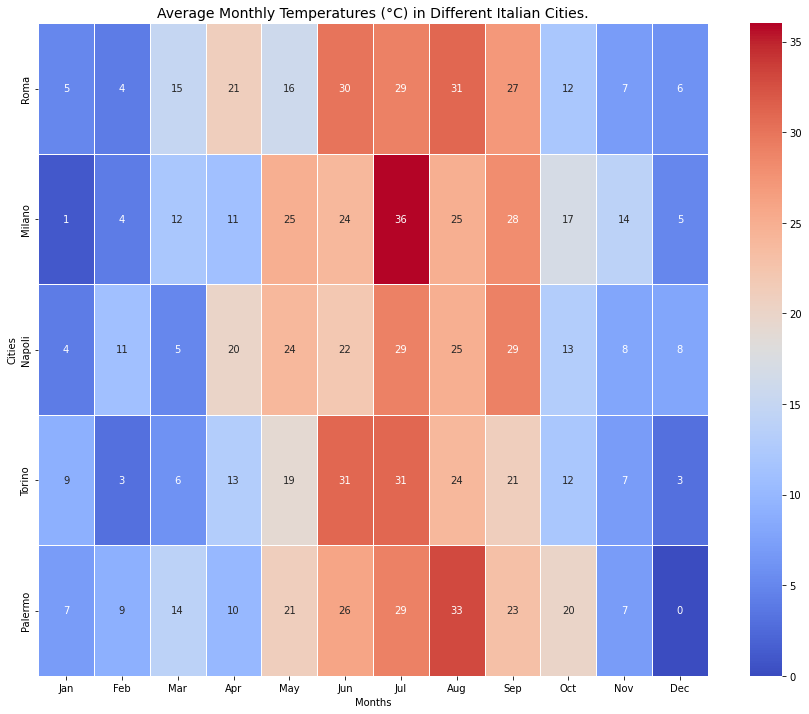 Average Monthly Temperatures (°C) in Different Italian Cities.
Cities
Roma 5 4 15 21 16 30 29 31 27 12 7 6
Milano 1 4 12 11 25 24 36 25 28 17 14 5
Napoli 4 11 5 20 24 22 29 25 29 13 8 8
Torino 9 3 6 13 19 31 31 24 21 12 7 3
Palermo 7 9 14 10 21 26 29 33 23 20 7 0
Jan Feb Mar Apr May Jun Jul Aug Sep Oct Nov Dec
Months
35
30
25
20
15
10
5
0